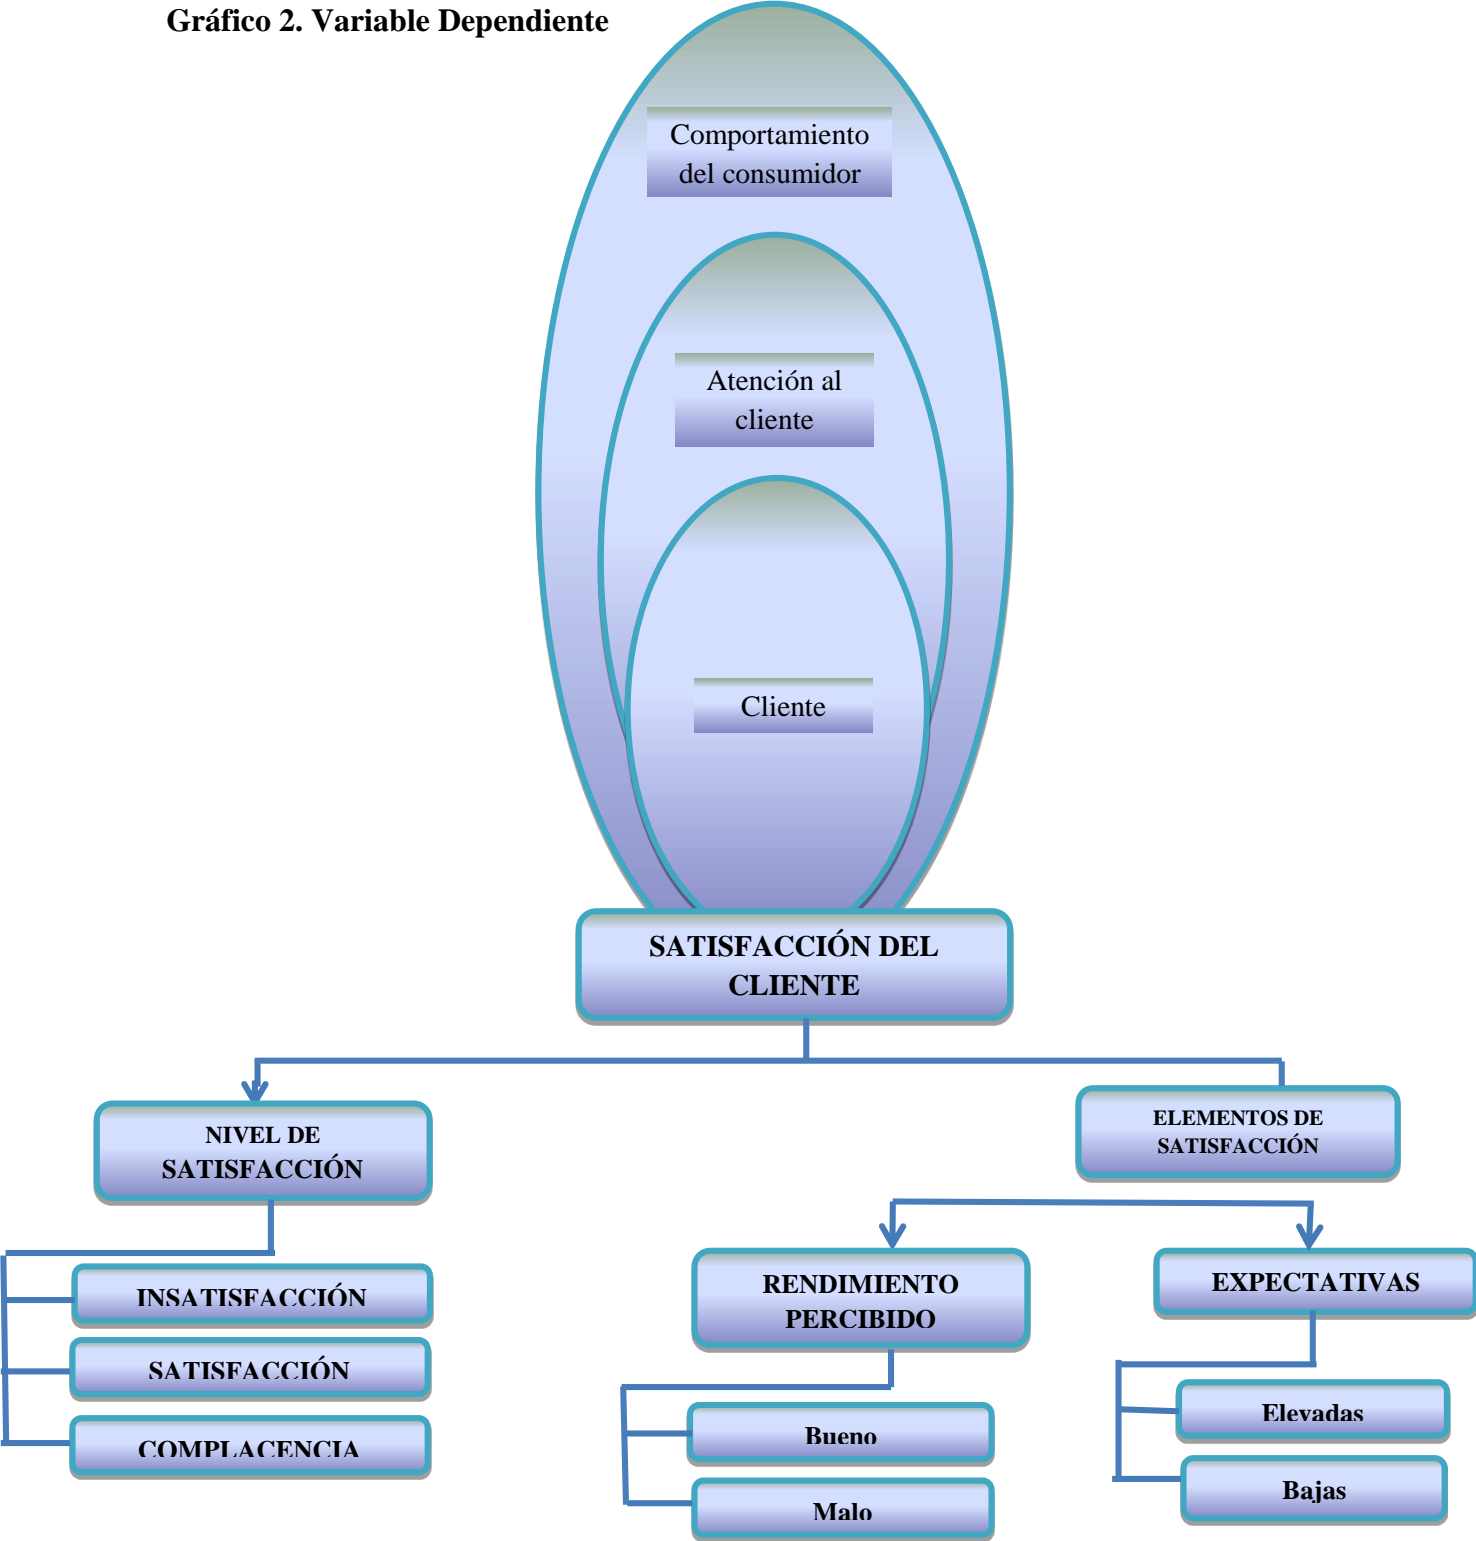 Gráfico 2. Variable Dependiente
Comportamiento
del consumidor
Atención al
cliente
Cliente
SATISFACCIÓN DEL
CLIENTE
NIVEL DE
SATISFACCIÓN
ELEMENTOS DE
SATISFACCIÓN
INSATISFACCIÓN
SATISFACCIÓN
COMPLACENCIA
RENDIMIENTO
PERCIBIDO
Bueno
Malo
EXPECTATIVAS
Elevadas
Bajas